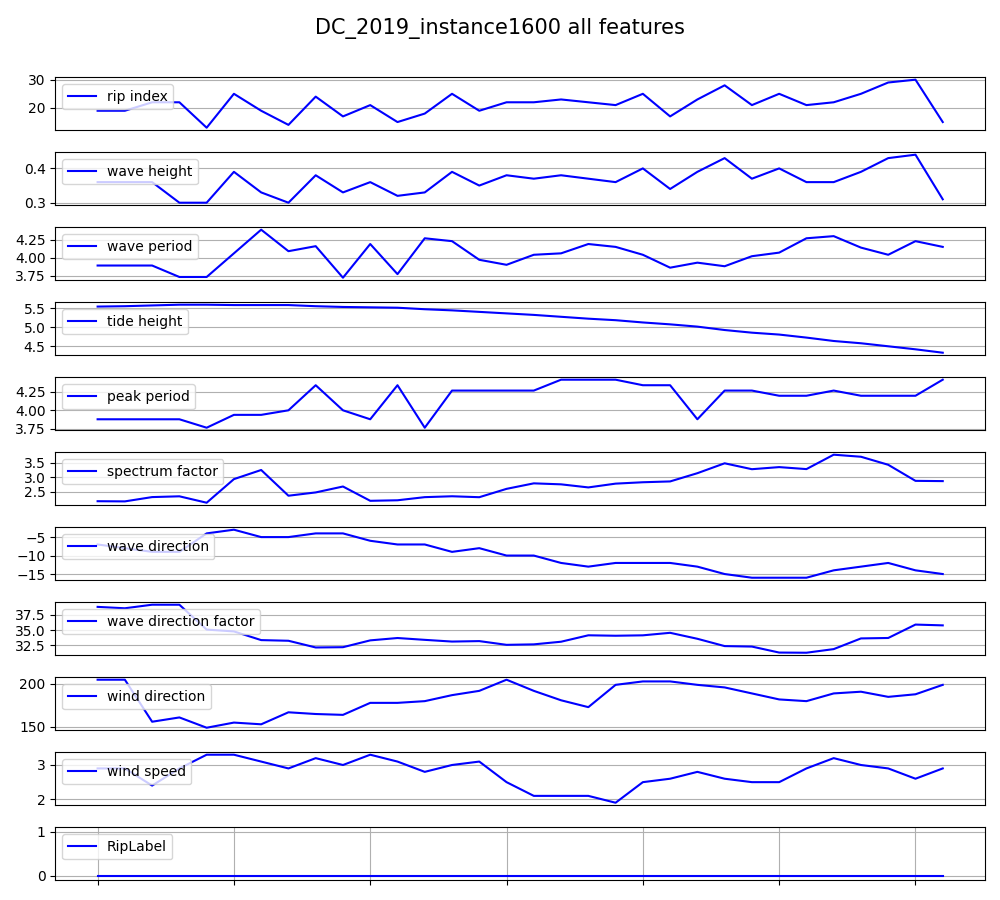 DC_2019_instance1600 all features
30
20
rip index
0.4
0.3
wave height
4.25
4.00
3.75
wave period
5.5
5.0
4.5
tide height
4.25
4.00
3.75
peak period
3.5
3.0
2.5
spectrum factor
−5
−10
−15
wave direction
37.5
35.0
32.5
wave direction factor
200
150
wind direction
3
2
wind speed
1
0
RipLabel